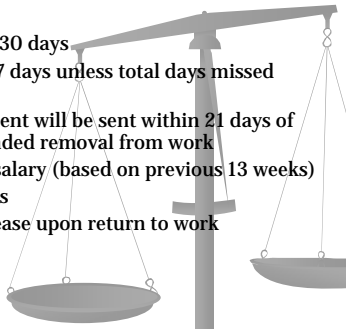 30 days
7 days unless total days missed
ent will be sent within 21 days of
ded removal from work
salary (based on previous 13 weeks)
s
ease upon return to work